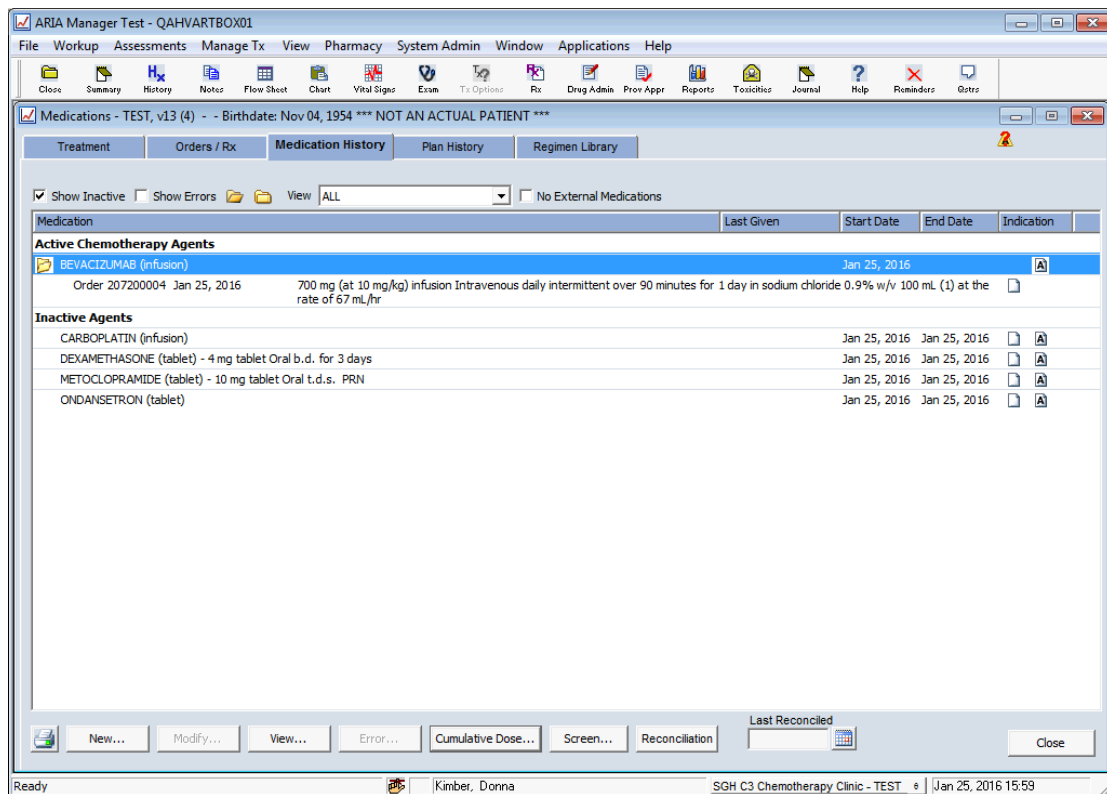 ARIA Manager Test - QAHVARTBOX01
File Workup Assessments Manage Tx View Pharmacy System Admin Window Applications Help
Close Summary History Notes Flow Sheet Chart Vital Signs Exam Tx Options Rx Drug Admin Prov Appr Reports Toxicities Journal Help Reminders Qstrs
Medications - TEST, v13 (4) - - Birthdate: Nov 04, 1954 *** NOT AN ACTUAL PATIENT ***
Treatment Orders / Rx Medication History Plan History Regimen Library
Show Inactive Show Errors View ALL No External Medications
Medication Last Given Start Date End Date Indication
Active Chemotherapy Agents
BEVACIZUMAB (infusion) Jan 25, 2016 A
Order 207200004 Jan 25, 2016 700 mg (at 10 mg/kg) infusion Intravenous daily intermittent over 90 minutes for 1 day in sodium chloride 0.9% w/v 100 mL (1) at the
rate of 67 mL/hr
Inactive Agents
CARBOPLATIN (infusion) Jan 25, 2016 Jan 25, 2016 A
DEXAMETHASONE (tablet) - 4 mg tablet Oral b.d. for 3 days Jan 25, 2016 Jan 25, 2016 A
METOCLOPRAMIDE (tablet) - 10 mg tablet Oral t.d.s. PRN Jan 25, 2016 Jan 25, 2016 A
ONDANSETRON (tablet) Jan 25, 2016 Jan 25, 2016 A
Last Reconciled
New... Modify... View... Error... Cumulative Dose... Screen... Reconciliation Close
Ready Kimber, Donna SGH C3 Chemotherapy Clinic - TEST Jan 25, 2016 15:59